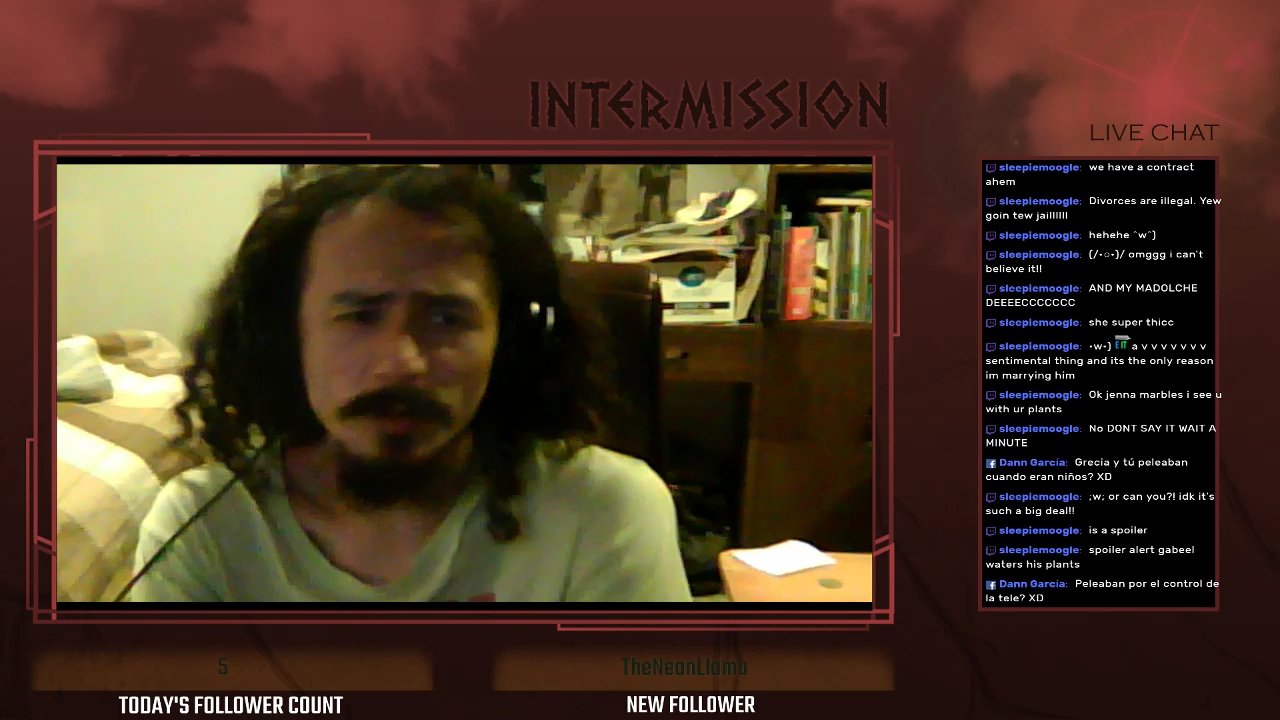 INTERMISSION
LIVE CHAT
sleepiemoogle: we have a contract
ahem
sleepiemoogle: Divorces are illegal. Yew
goin tew jaillllll
sleepiemoogle: hehehe ^w^)
sleepiemoogle: (/•○•)/ omggg i can't
believe it!!
sleepiemoogle: AND MY MADOLCHE
DEEEECCCCCCC
sleepiemoogle: she super thicc
sleepiemoogle: •w•) a v v v v v v v
sentimental thing and its the only reason
im marrying him
sleepiemoogle: Ok jenna marbles i see u
with ur plants
sleepiemoogle: No DONT SAY IT WAIT A
MINUTE
Dann García: Grecia y tú peleaban
cuando eran niños? XD
sleepiemoogle: ;w; or can you?! idk it's
such a big deal!!
sleepiemoogle: is a spoiler
sleepiemoogle: spoiler alert gabeel
waters his plants
Dann García: Peleaban por el control de
la tele? XD
5
TODAY'S FOLLOWER COUNT
TheNeonLlama
NEW FOLLOWER